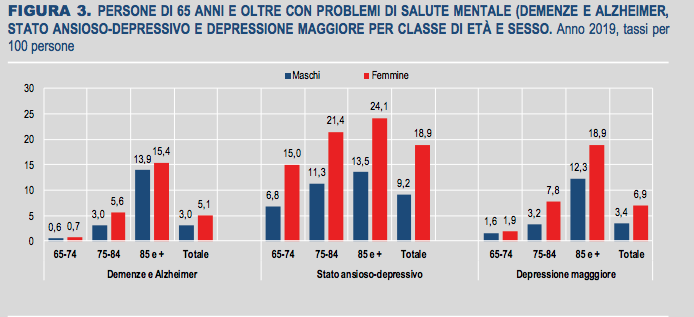 FIGURA 3. PERSONE DI 65 ANNI E OLTRE CON PROBLEMI DI SALUTE MENTALE (DEMENZE E ALZHEIMER,
STATO ANSIOSO-DEPRESSIVO E DEPRESSIONE MAGGIORE PER CLASSE DI ETÀ E SESSO. Anno 2019, tassi per
100 persone
Maschi Femmine
30
25
20
15
10
5
0
0,6 0,7 3,0 5,6 13,9 15,4 3,0 5,1
6,8 15,0 11,3 21,4 13,5 24,1 9,2 18,9
1,6 1,9 3,2 7,8 12,3 18,9 3,4 6,9
65-74 75-84 85 e + Totale 65-74 75-84 85 e + Totale 65-74 75-84 85 e + Totale
Demenze e Alzheimer Stato ansioso-depressivo Depressione magggiore